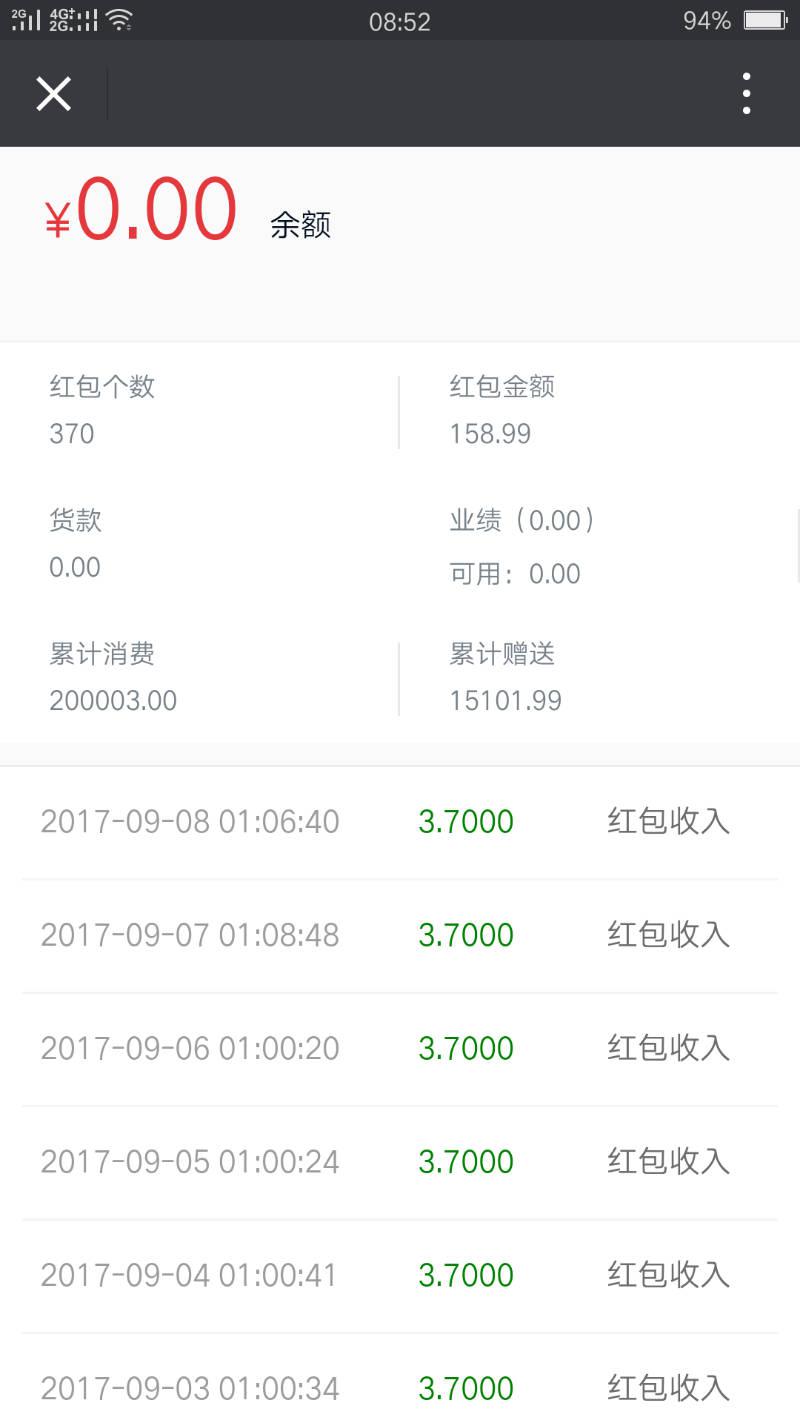 2G 4G+ 2G 08:52 94%
¥0.00 余额
红包个数 红包金额
370 158.99
货款 业绩（0.00）
0.00 可用：0.00
累计消费 累计赠送
200003.00 15101.99
2017-09-08 01:06:40 3.7000 红包收入
2017-09-07 01:08:48 3.7000 红包收入
2017-09-06 01:00:20 3.7000 红包收入
2017-09-05 01:00:24 3.7000 红包收入
2017-09-04 01:00:41 3.7000 红包收入
2017-09-03 01:00:34 3.7000 红包收入